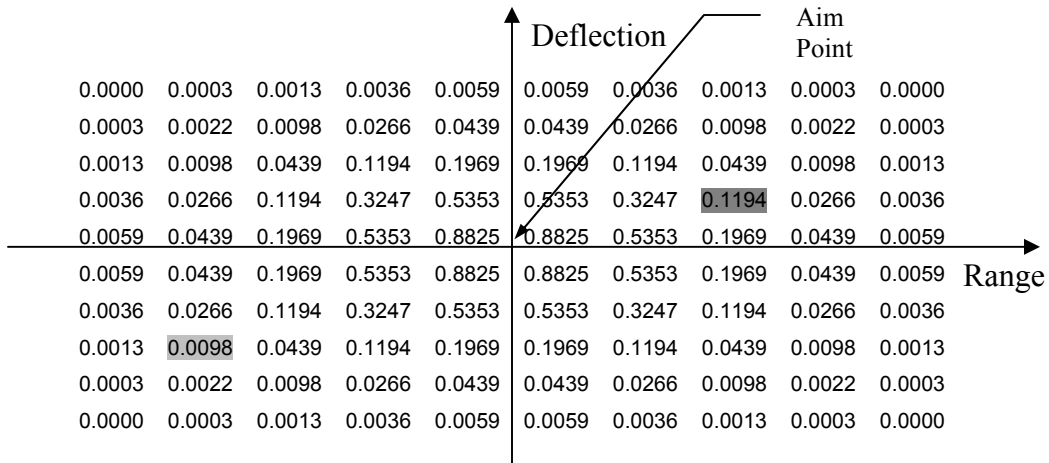 Aim
Point
Deflection
0.0000 0.0003 0.0013 0.0036 0.0059 0.0059 0.0036 0.0013 0.0003 0.0000
0.0003 0.0022 0.0098 0.0266 0.0439 0.0439 0.0266 0.0098 0.0022 0.0003
0.0013 0.0098 0.0439 0.1194 0.1969 0.1969 0.1194 0.0439 0.0098 0.0013
0.0036 0.0266 0.1194 0.3247 0.5353 0.5353 0.3247 0.1194 0.0266 0.0036
0.0059 0.0439 0.1969 0.5353 0.8825 0.8825 0.5353 0.1969 0.0439 0.0059
0.0059 0.0439 0.1969 0.5353 0.8825 0.8825 0.5353 0.1969 0.0439 0.0059
Range
0.0036 0.0266 0.1194 0.3247 0.5353 0.5353 0.3247 0.1194 0.0266 0.0036
0.0013 0.0098 0.0439 0.1194 0.1969 0.1969 0.1194 0.0439 0.0098 0.0013
0.0003 0.0022 0.0098 0.0266 0.0439 0.0439 0.0266 0.0098 0.0022 0.0003
0.0000 0.0003 0.0013 0.0036 0.0059 0.0059 0.0036 0.0013 0.0003 0.0000